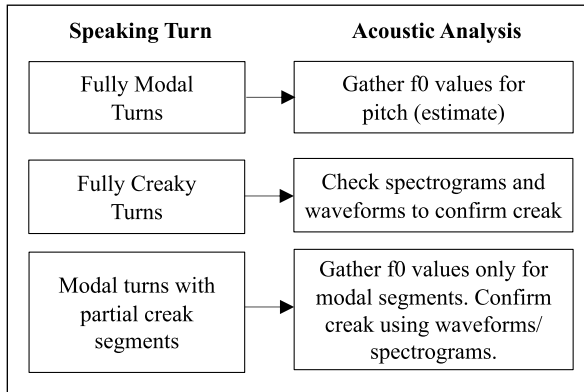 Speaking Turn
Acoustic Analysis
Fully Modal
Turns
Gather f0 values for
pitch (estimate)
Fully Creaky
Turns
Check spectrograms and
waveforms to confirm creak
Modal turns with
partial creak
segments
Gather f0 values only for
modal segments. Confirm
creak using waveforms/
spectrograms.